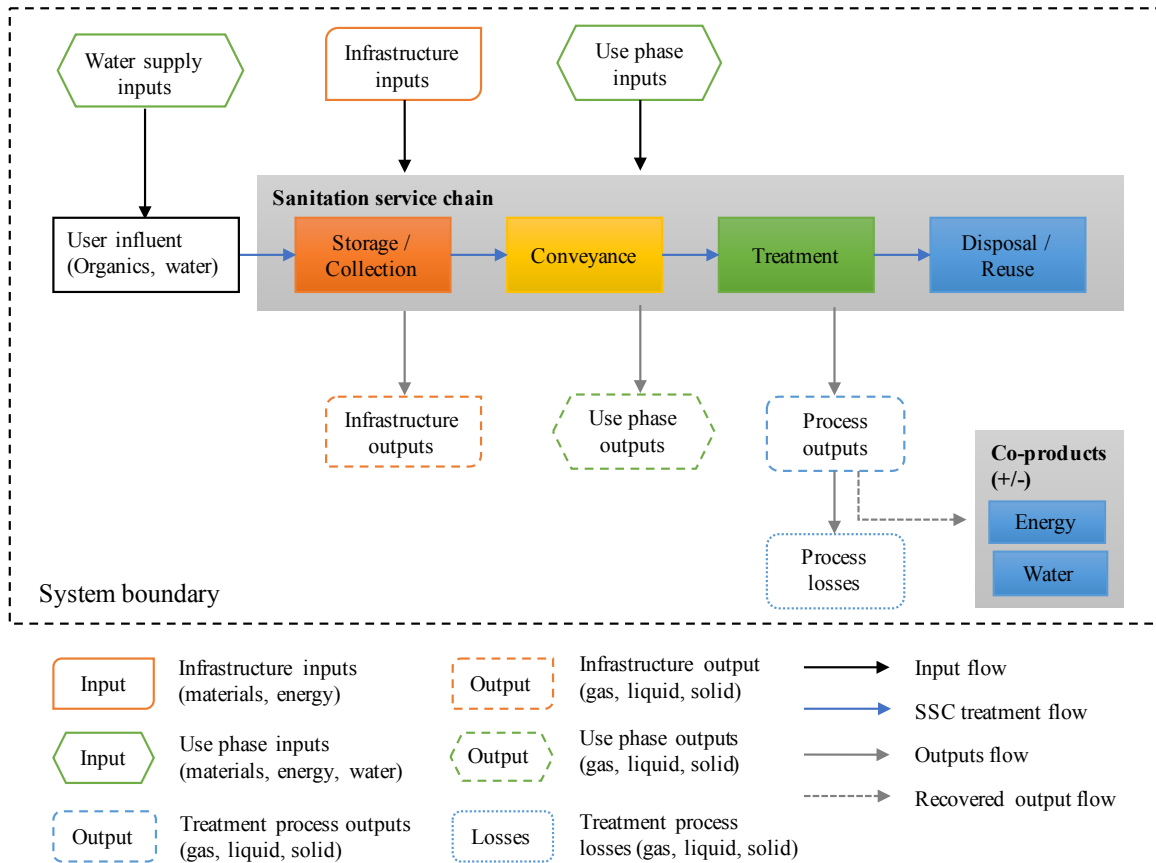 Water supply
inputs
Infrastructure
inputs
Use phase
inputs
Sanitation service chain
User influent
(Organics, water)
Storage /
Collection
Conveyance
Treatment
Disposal /
Reuse
Infrastructure
outputs
Use phase
outputs
Process
outputs
Co-products
(+/-)
Energy
Water
Process
losses
System boundary
Input
Infrastructure inputs
(materials, energy)
Output
Infrastructure output
(gas, liquid, solid)
Input flow
SSC treatment flow
Input
Use phase inputs
(materials, energy, water)
Output
Use phase outputs
(gas, liquid, solid)
Outputs flow
Recovered output flow
Output
Treatment process outputs
(gas, liquid, solid)
Losses
Treatment process
losses (gas, liquid, solid)